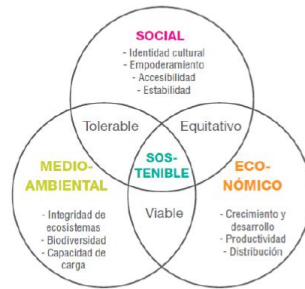 SOCIAL
- Identidad cultural
- Empoderamiento
- Accesibilidad
- Estabilidad
Tolerable
Equitativo
SOS-
TENIBLE
MEDIO-
AMBIENTAL
- Integridad de
ecosistemas
- Biodiversidad
- Capacidad de
carga
Viable
ECO-
NÓMICO
- Crecimiento y
desarrollo
- Productividad
- Distribución